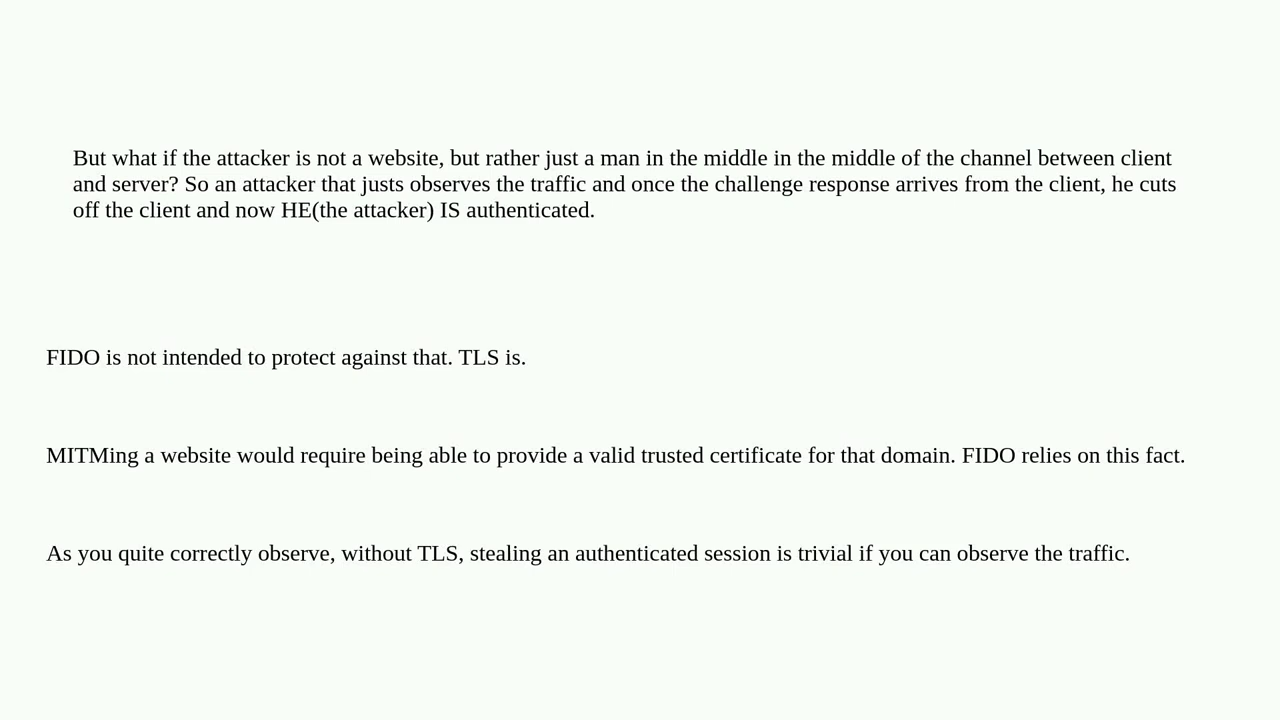 But what if the attacker is not a website, but rather just a man in the middle in the middle of the channel between client
and server? So an attacker that justs observes the traffic and once the challenge response arrives from the client, he cuts
off the client and now HE(the attacker) IS authenticated.
FIDO is not intended to protect against that. TLS is.
MITMing a website would require being able to provide a valid trusted certificate for that domain. FIDO relies on this fact.
As you quite correctly observe, without TLS, stealing an authenticated session is trivial if you can observe the traffic.